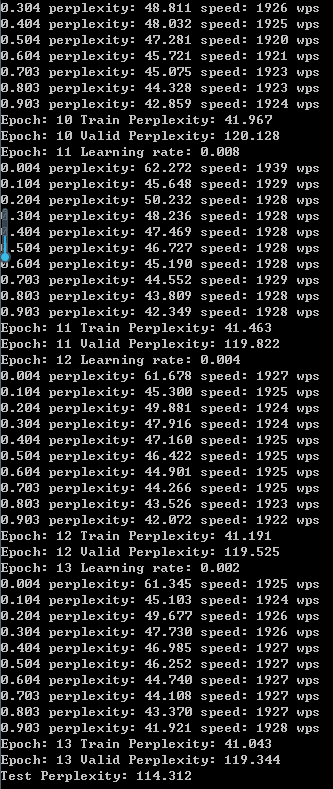 0.304 perplexity: 48.811 speed: 1926 wps
0.404 perplexity: 48.032 speed: 1925 wps
0.504 perplexity: 47.281 speed: 1920 wps
0.604 perplexity: 45.721 speed: 1921 wps
0.703 perplexity: 45.075 speed: 1923 wps
0.803 perplexity: 44.328 speed: 1923 wps
0.903 perplexity: 42.859 speed: 1924 wps
Epoch: 10 Train Perplexity: 41.967
Epoch: 10 Valid Perplexity: 120.128
Epoch: 11 Learning rate: 0.008
0.004 perplexity: 62.272 speed: 1939 wps
0.104 perplexity: 45.648 speed: 1929 wps
0.204 perplexity: 50.232 speed: 1928 wps
.304 perplexity: 48.236 speed: 1928 wps
.404 perplexity: 47.469 speed: 1928 wps
.504 perplexity: 46.727 speed: 1928 wps
0.604 perplexity: 45.190 speed: 1928 wps
0.703 perplexity: 44.552 speed: 1929 wps
0.803 perplexity: 43.809 speed: 1928 wps
0.903 perplexity: 42.349 speed: 1928 wps
Epoch: 11 Train Perplexity: 41.463
Epoch: 11 Valid Perplexity: 119.822
Epoch: 12 Learning rate: 0.004
0.004 perplexity: 61.678 speed: 1927 wps
0.104 perplexity: 45.300 speed: 1925 wps
0.204 perplexity: 49.881 speed: 1924 wps
0.304 perplexity: 47.916 speed: 1924 wps
0.404 perplexity: 47.160 speed: 1925 wps
0.504 perplexity: 46.422 speed: 1925 wps
0.604 perplexity: 44.901 speed: 1925 wps
0.703 perplexity: 44.266 speed: 1925 wps
0.803 perplexity: 43.526 speed: 1923 wps
0.903 perplexity: 42.072 speed: 1922 wps
Epoch: 12 Train Perplexity: 41.191
Epoch: 12 Valid Perplexity: 119.525
Epoch: 13 Learning rate: 0.002
0.004 perplexity: 61.345 speed: 1925 wps
0.104 perplexity: 45.103 speed: 1924 wps
0.204 perplexity: 49.677 speed: 1926 wps
0.304 perplexity: 47.730 speed: 1926 wps
0.404 perplexity: 46.985 speed: 1927 wps
0.504 perplexity: 46.252 speed: 1927 wps
0.604 perplexity: 44.740 speed: 1927 wps
0.703 perplexity: 44.108 speed: 1927 wps
0.803 perplexity: 43.370 speed: 1927 wps
0.903 perplexity: 41.921 speed: 1928 wps
Epoch: 13 Train Perplexity: 41.043
Epoch: 13 Valid Perplexity: 119.344
Test Perplexity: 114.312